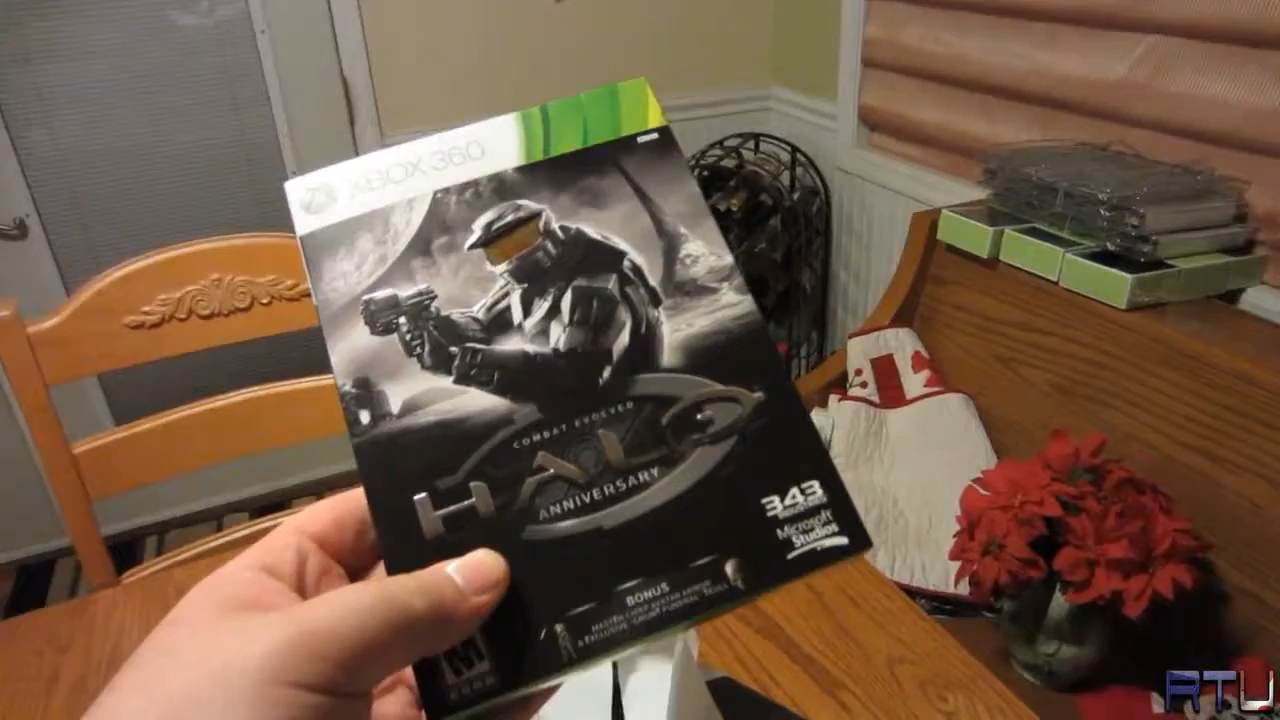 XBOX 360
COMBAT EVOLVED
HALO
ANNIVERSARY
343
INDUSTRIES
Microsoft
Studios
BONUS
MASTER CHIEF AVATAR ARMOR
& EXCLUSIVE "GRUNT FUNERAL" SKULL
M
RTU